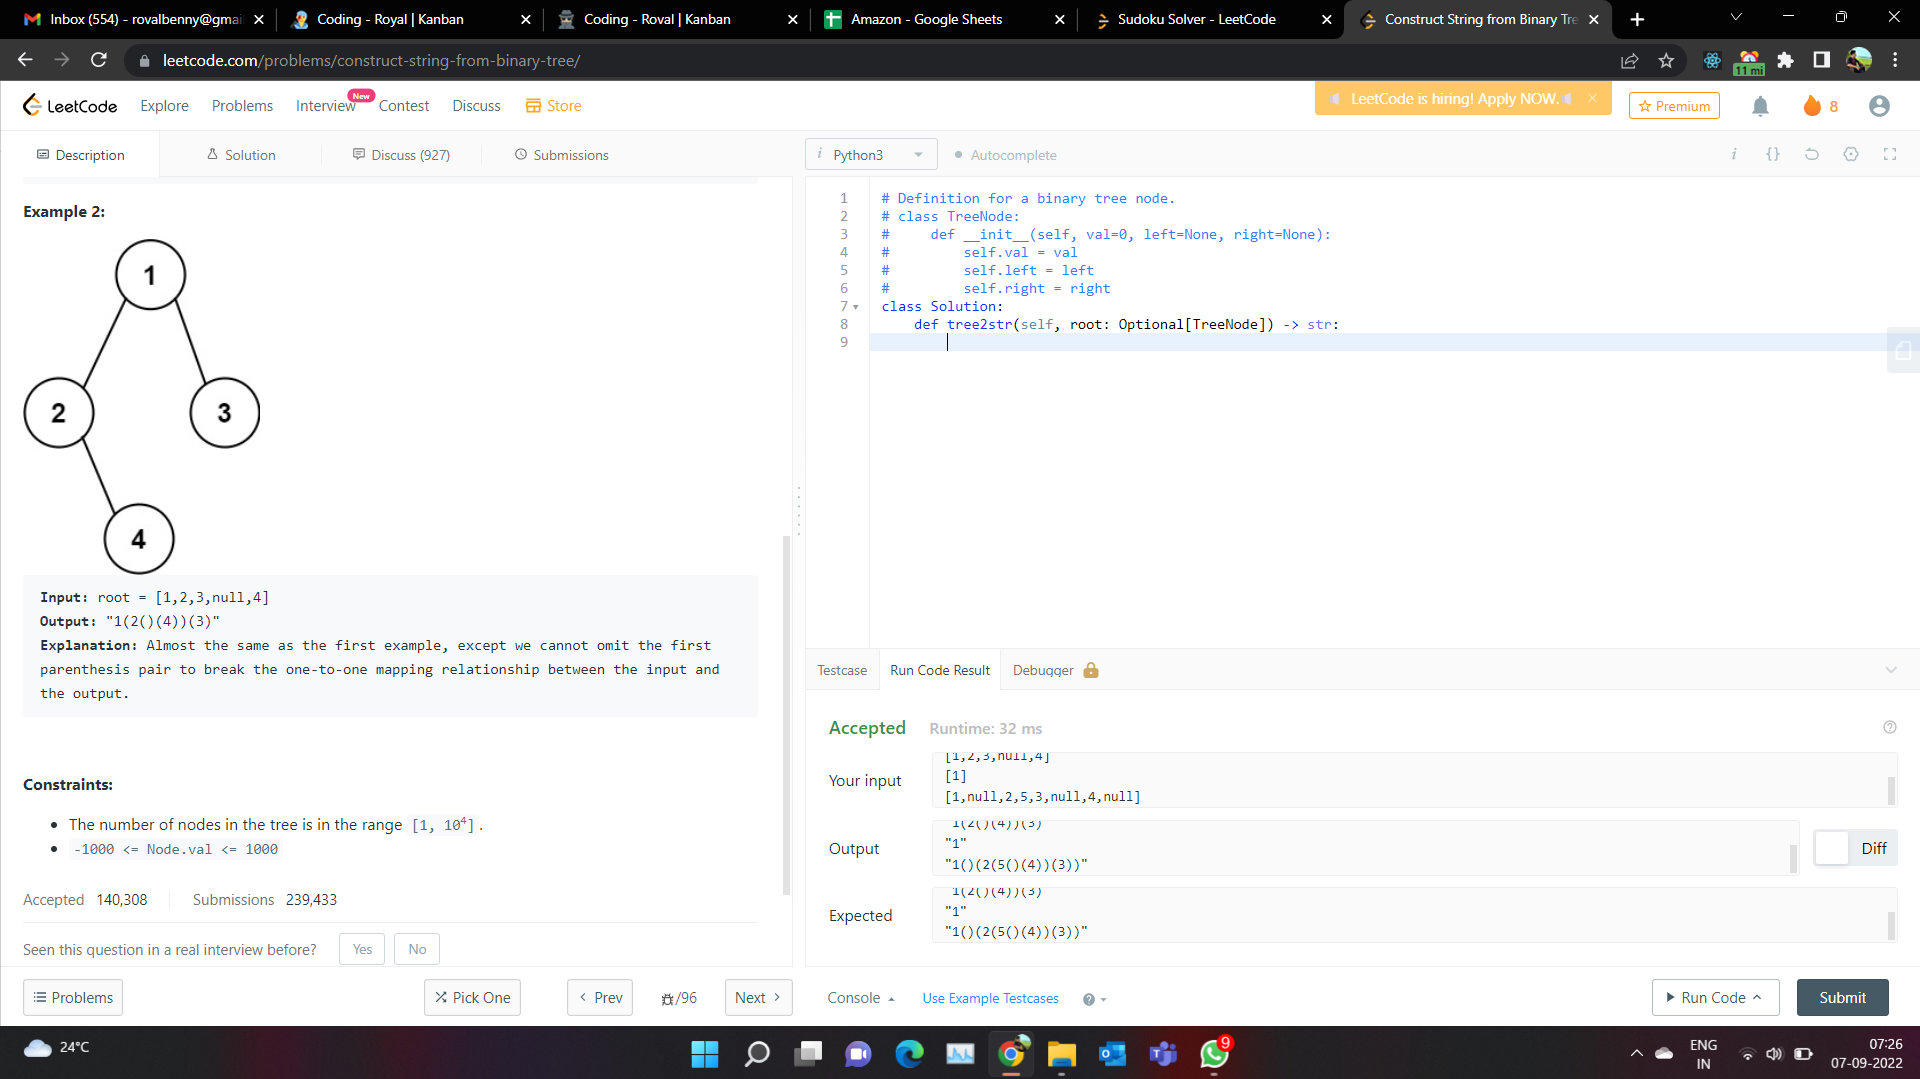 Inbox (554) - rovalbenny@gmai
Coding - Royal | Kanban
Coding - Roval | Kanban
Amazon - Google Sheets
Sudoku Solver - LeetCode
Construct String from Binary Tre
leetcode.com/problems/construct-string-from-binary-tree/
11 mi
LeetCode
Explore
Problems
Interview
New
Contest
Discuss
Store
LeetCode is hiring! Apply NOW.
Premium
8
Description
Solution
Discuss (927)
Submissions
i Python3
Autocomplete
i {}
Example 2:
1
2
3
4
Input: root = [1,2,3,null,4]
Output: "1(2()(4))(3)"
Explanation: Almost the same as the first example, except we cannot omit the first
parenthesis pair to break the one-to-one mapping relationship between the input and
the output.
Constraints:
• The number of nodes in the tree is in the range [1, 10⁴].
• -1000 <= Node.val <= 1000
Accepted 140,308
Submissions 239,433
Seen this question in a real interview before?
Yes
No
Problems
Pick One
Prev
/96
Next
1 # Definition for a binary tree node.
2 # class TreeNode:
3 #     def __init__(self, val=0, left=None, right=None):
4 #         self.val = val
5 #         self.left = left
6 #         self.right = right
7 class Solution:
8     def tree2str(self, root: Optional[TreeNode]) -> str:
9
Testcase
Run Code Result
Debugger
Accepted
Runtime: 32 ms
Your input
[1,2,3,null,4]
[1]
[1,null,2,5,3,null,4,null]
Output
1(2()(4))(3)
"1"
"1()(2(5()(4))(3))"
Diff
Expected
1(2()(4))(3)
"1"
"1()(2(5()(4))(3))"
Console
Use Example Testcases
Run Code
Submit
24°C
9
ENG
IN
07:26
07-09-2022